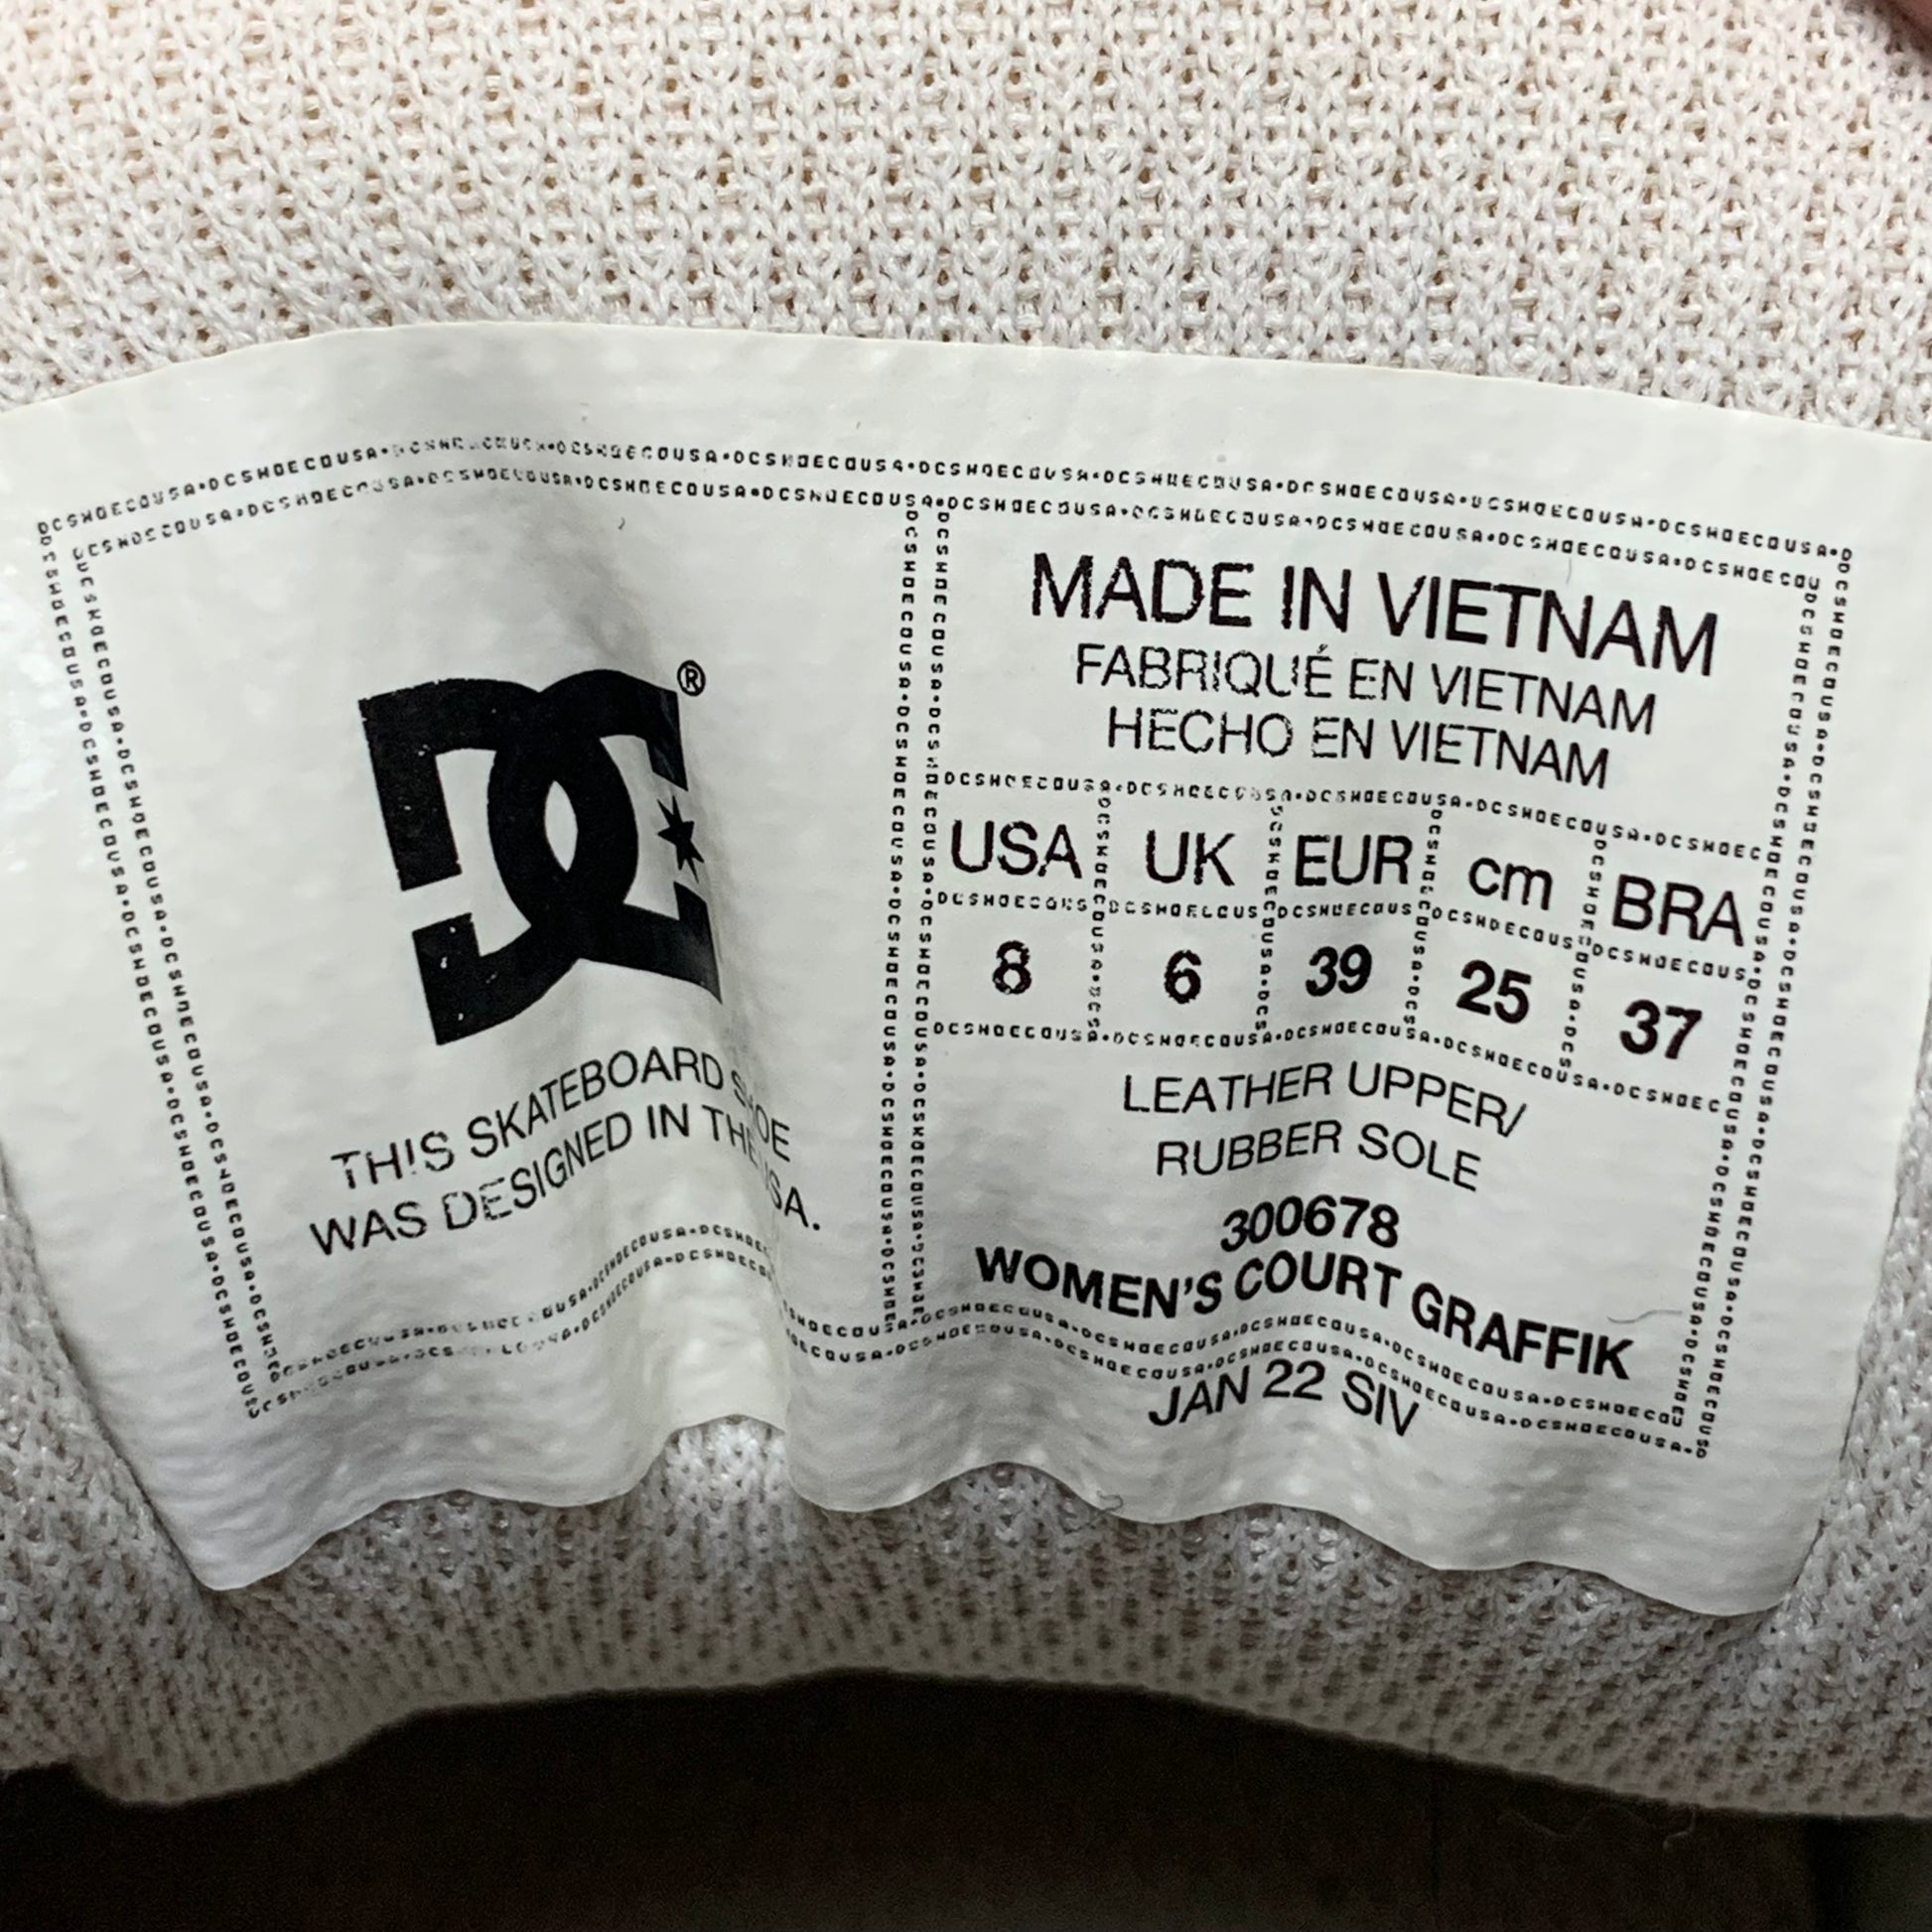 DC®
THIS SKATEBOARD SHOE
WAS DESIGNED IN THE USA.
MADE IN VIETNAM
FABRIQUÉ EN VIETNAM
HECHO EN VIETNAM
USA UK EUR cm BRA
8 6 39 25 37
LEATHER UPPER/
RUBBER SOLE
300678
WOMEN'S COURT GRAFFIK
JAN 22 SIV